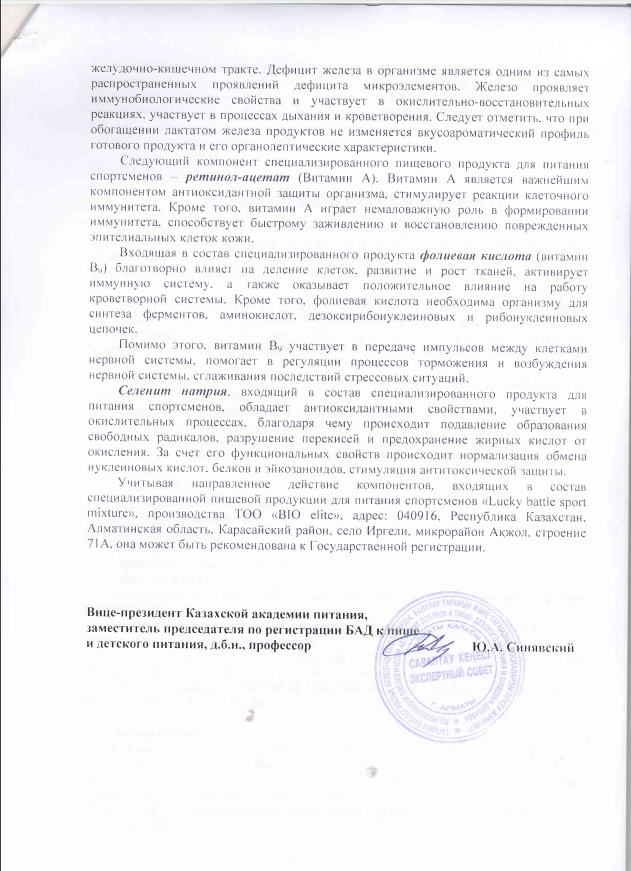 желудочно-кишечном тракте. Дефицит железа в организме является одним из самых
распространенных проявлений дефицита микроэлементов. Железо проявляет
иммунобиологические свойства и участвует в окислительно-восстановительных
реакциях, участвует в процессах дыхания и кроветворения. Следует отметить, что при
обогащении лактатом железа продуктов не изменяется вкусоароматический профиль
готового продукта и его органолептические характеристики.
Следующий компонент специализированного пищевого продукта для питания
спортсменов – ретинол-ацетат (Витамин А). Витамин А является важнейшим
компонентом антиоксидантной защиты организма, стимулирует реакции клеточного
иммунитета. Кроме того, витамин А играет немаловажную роль в формировании
иммунитета, способствует быстрому заживлению и восстановлению поврежденных
эпителиальных клеток кожи.
Входящая в состав специализированного продукта фолиевая кислота (витамин
В₉) благотворно влияет на деление клеток, развитие и рост тканей, активирует
иммунную систему, а также оказывает положительное влияние на работу
кроветворной системы. Кроме того, фолиевая кислота необходима организму для
синтеза ферментов, аминокислот, дезоксирибонуклеиновых и рибонуклеиновых
цепочек.
Помимо этого, витамин В₉ участвует в передаче импульсов между клетками
нервной системы, помогает в регуляции процессов торможения и возбуждения
нервной системы, сглаживания последствий стрессовых ситуаций.
Селенит натрия, входящий в состав специализированного продукта для
питания спортсменов, обладает антиоксидантными свойствами, участвует в
окислительных процессах, благодаря чему происходит подавление образования
свободных радикалов, разрушение перекисей и предохранение жирных кислот от
окисления. За счет его функциональных свойств происходит нормализация обмена
нуклеиновых кислот, белков и эйкозаноидов, стимуляция антитоксической защиты.
Учитывая направленное действие компонентов, входящих в состав
специализированной пищевой продукции для питания спортсменов «Lucky battle sport
mixture», производства ТОО «BIO elite», адрес: 040916, Республика Казахстан,
Алматинская область, Карасайский район, село Иргели, микрорайон Ақжол, строение
71А, она может быть рекомендована к Государственной регистрации.
Вице-президент Казахской академии питания,
заместитель председателя по регистрации БАД к пище
и детского питания, д.б.н., профессор Ю.А. Синявский
САРАПТАУ КЕҢЕСІ
ЭКСПЕРТНЫЙ СОВЕТ
Г. АЛМАТЫ